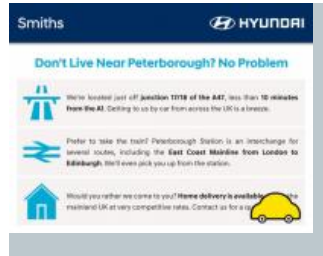 Smiths
HYUNDAI
Don't Live Near Peterborough? No Problem
We're located just off junction 17/18 of the A47, less than 10 minutes
from the A1. Getting to us by car from across the UK is a breeze.
Prefer to take the train? Peterborough Station is an interchange for
several routes, including the East Coast Mainline from London to
Edinburgh. We'll even pick you up from the station.
Would you rather we come to you? Home delivery is available
mainland UK at very competitive rates. Contact us for a